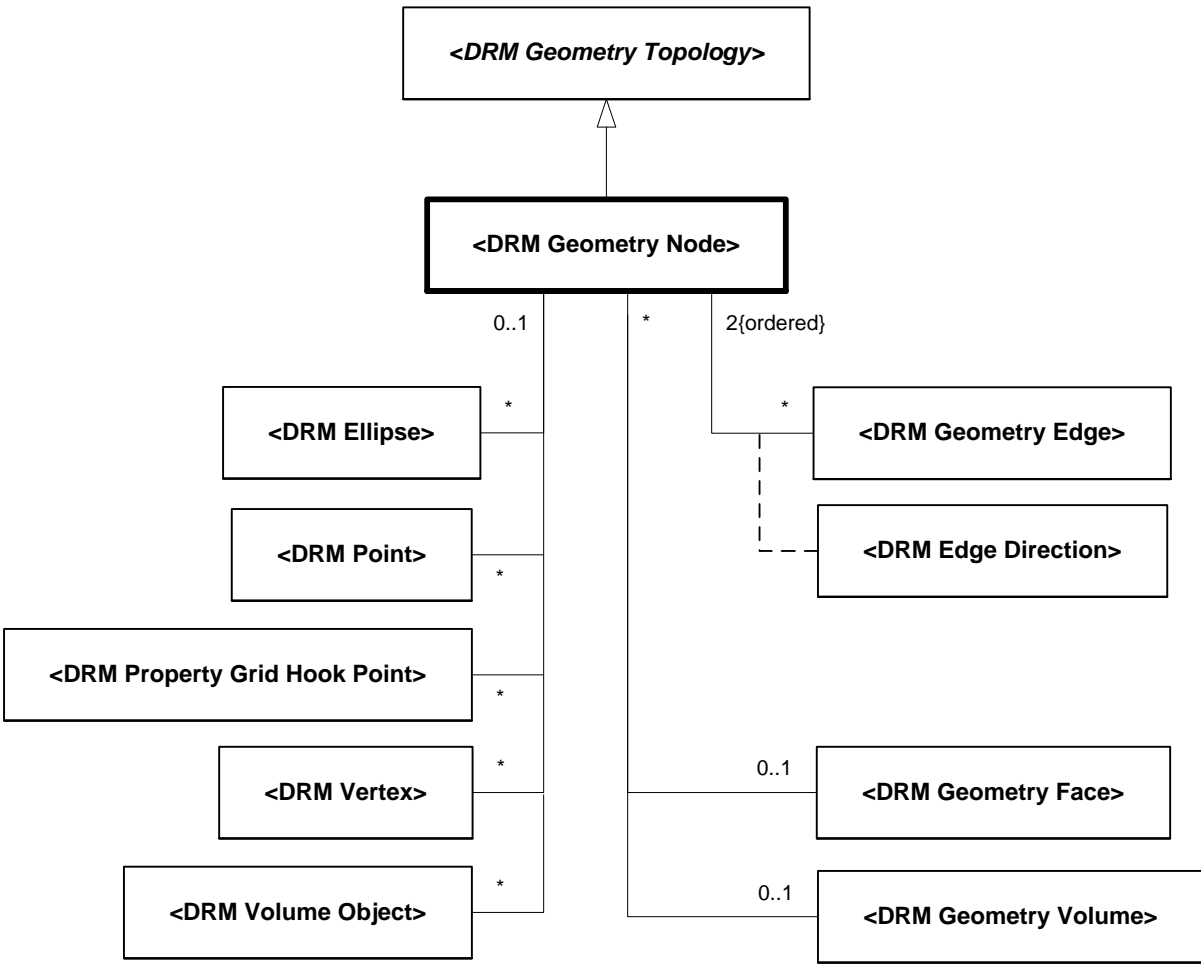 <DRM Geometry Topology>
<DRM Geometry Node>
0..1
*
2{ordered}
<DRM Ellipse>
*
*
<DRM Geometry Edge>
<DRM Point>
*
<DRM Edge Direction>
<DRM Property Grid Hook Point>
*
<DRM Vertex>
*
0..1
<DRM Geometry Face>
<DRM Volume Object>
*
0..1
<DRM Geometry Volume>